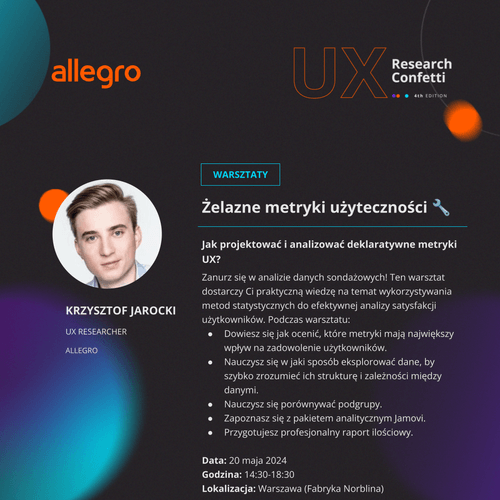 allegro
UX
Research
Confetti
4th EDITION
WARSZTATY
Żelazne metryki użyteczności
Jak projektować i analizować deklaratywne metryki
UX?
Zanurz się w analizie danych sondażowych! Ten warsztat
dostarczy Ci praktyczną wiedzę na temat wykorzystywania
metod statystycznych do efektywnej analizy satysfakcji
użytkowników. Podczas warsztatu:
● Dowiesz się jak ocenić, które metryki mają największy
wpływ na zadowolenie użytkowników.
● Nauczysz się w jaki sposób eksplorować dane, by
szybko zrozumieć ich strukturę i zależności między
danymi.
● Nauczysz się porównywać podgrupy.
● Zapoznasz się z pakietem analitycznym Jamovi.
● Przygotujesz profesjonalny raport ilościowy.
Data: 20 maja 2024
Godzina: 14:30-18:30
Lokalizacja: Warszawa (Fabryka Norblina)
KRZYSZTOF JAROCKI
UX RESEARCHER
ALLEGRO